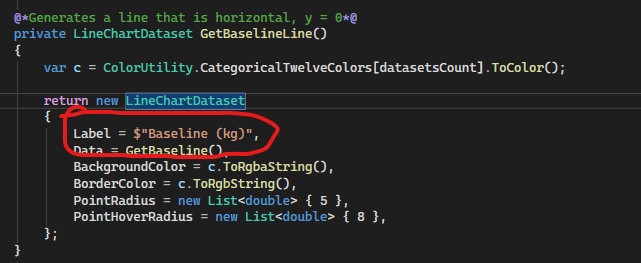 @*Generates a line that is horizontal, y = 0*@
private LineChartDataset GetBaselineLine()
{
var c = ColorUtility.CategoricalTwelveColors[datasetsCount].ToColor();
return new LineChartDataset
{
Label = $"Baseline (kg)",
Data = GetBaseline(),
BackgroundColor = c.ToRgbaString(),
BorderColor = c.ToRgbString(),
PointRadius = new List<double> { 5 },
PointHoverRadius = new List<double> { 8 },
};
}